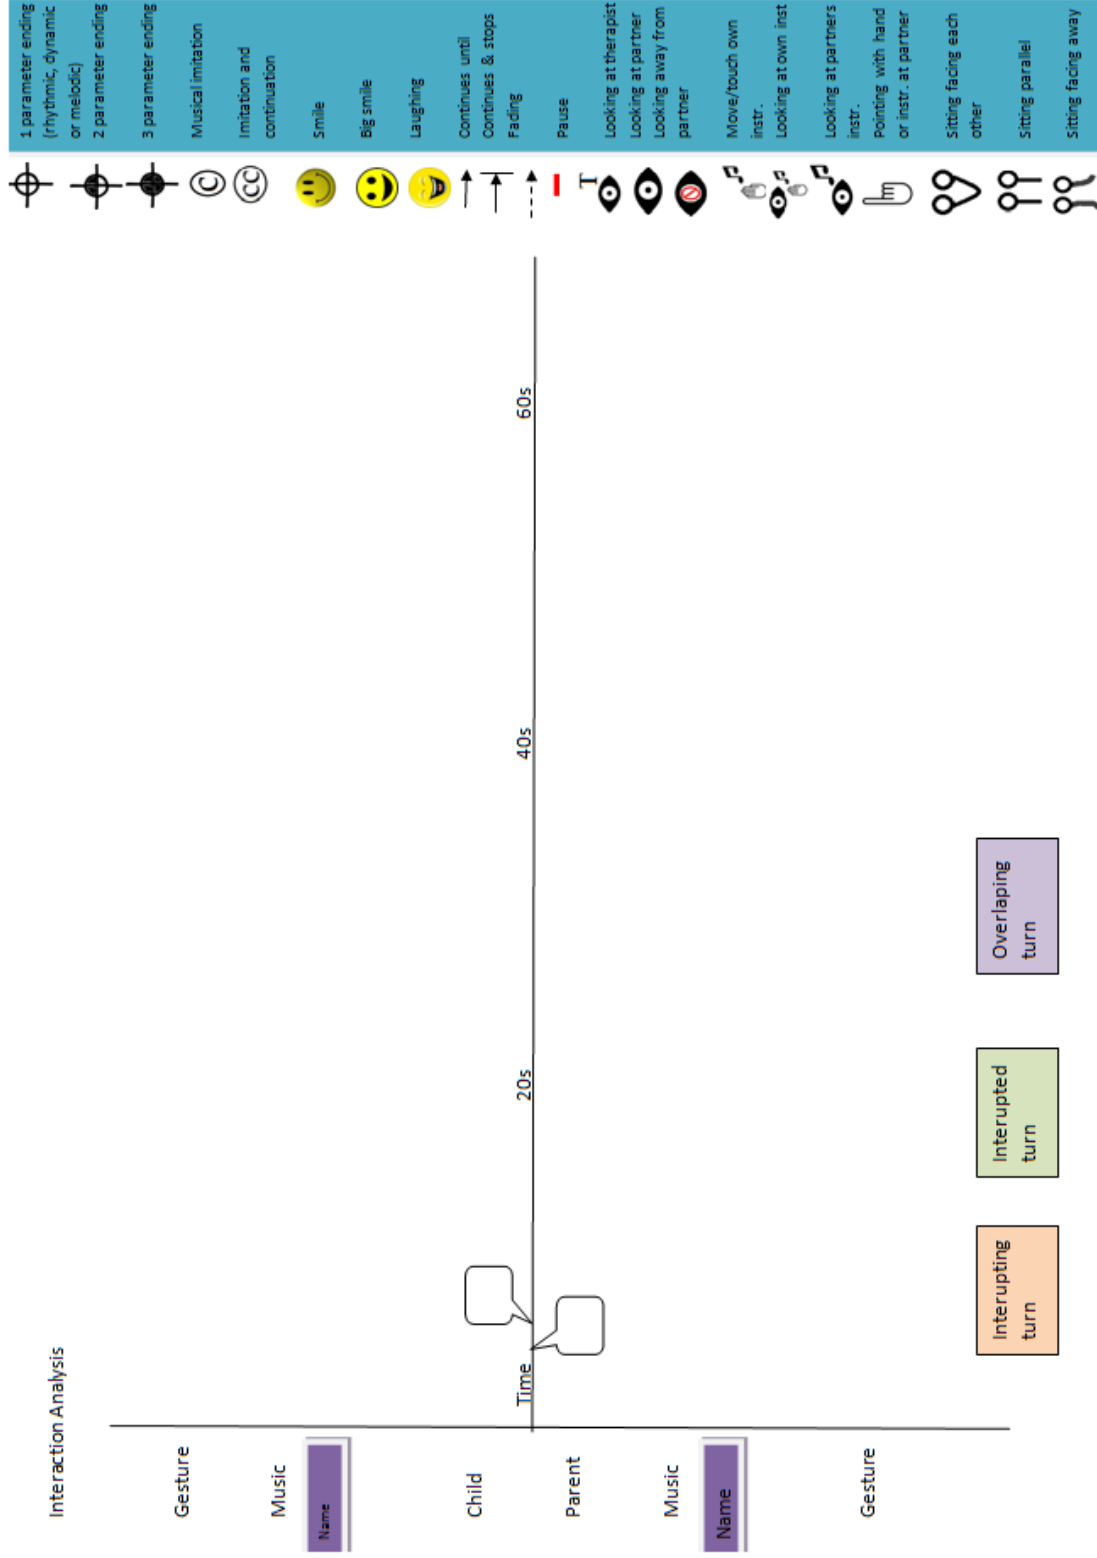 Interaction Analysis
Gesture
Music
Name
Child
Time
20s
40s
60s
Parent
Music
Name
Gesture
Interupting
turn
Interupted
turn
Overlaping
turn
1 parameter ending
(rhythmic, dynamic
or melodic)
2 parameter ending
3 parameter ending
C
Musical imitation
CC
Imitation and
continuation
Smile
Big smile
Laughing
Continues until
Continues & stops
Fading
Pause
T
Looking at therapist
Looking at partner
Looking away from
partner
Move/touch own
instr.
Looking at own inst
Looking at partners
instr.
Pointing with hand
or instr. at partner
Sitting facing each
other
Sitting parallel
Sitting facing away